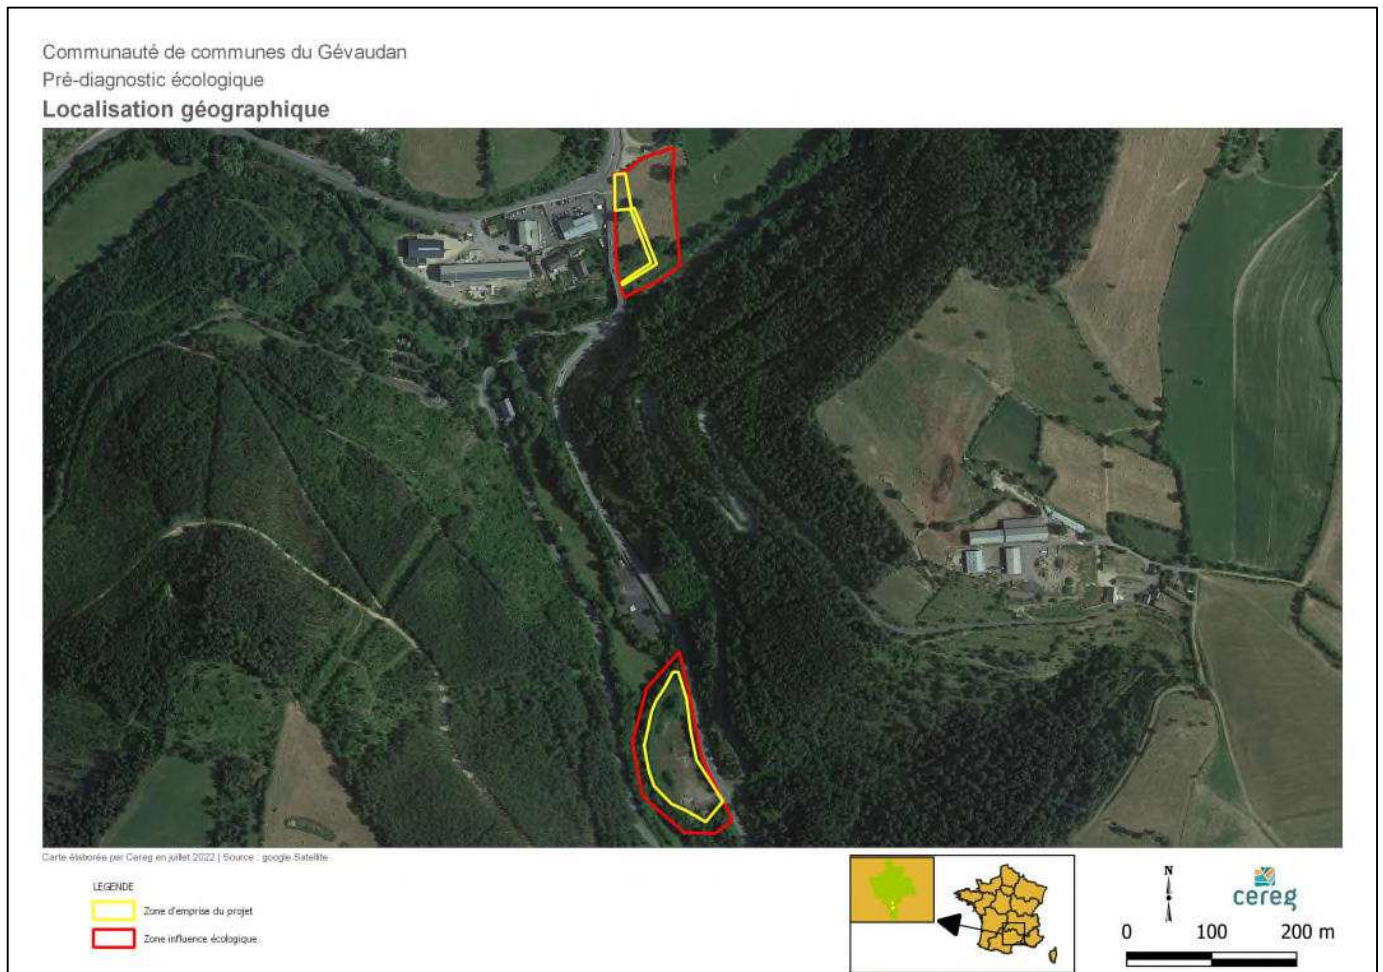 Communauté de communes du Gévaudan
Pré-diagnostic écologique
Localisation géographique
Carte élaborée par Cereg en juillet 2022 | Source : google Satellite
LEGENDE
Zone d'emprise du projet
Zone influence écologique
N
cereg
0 100 200 m